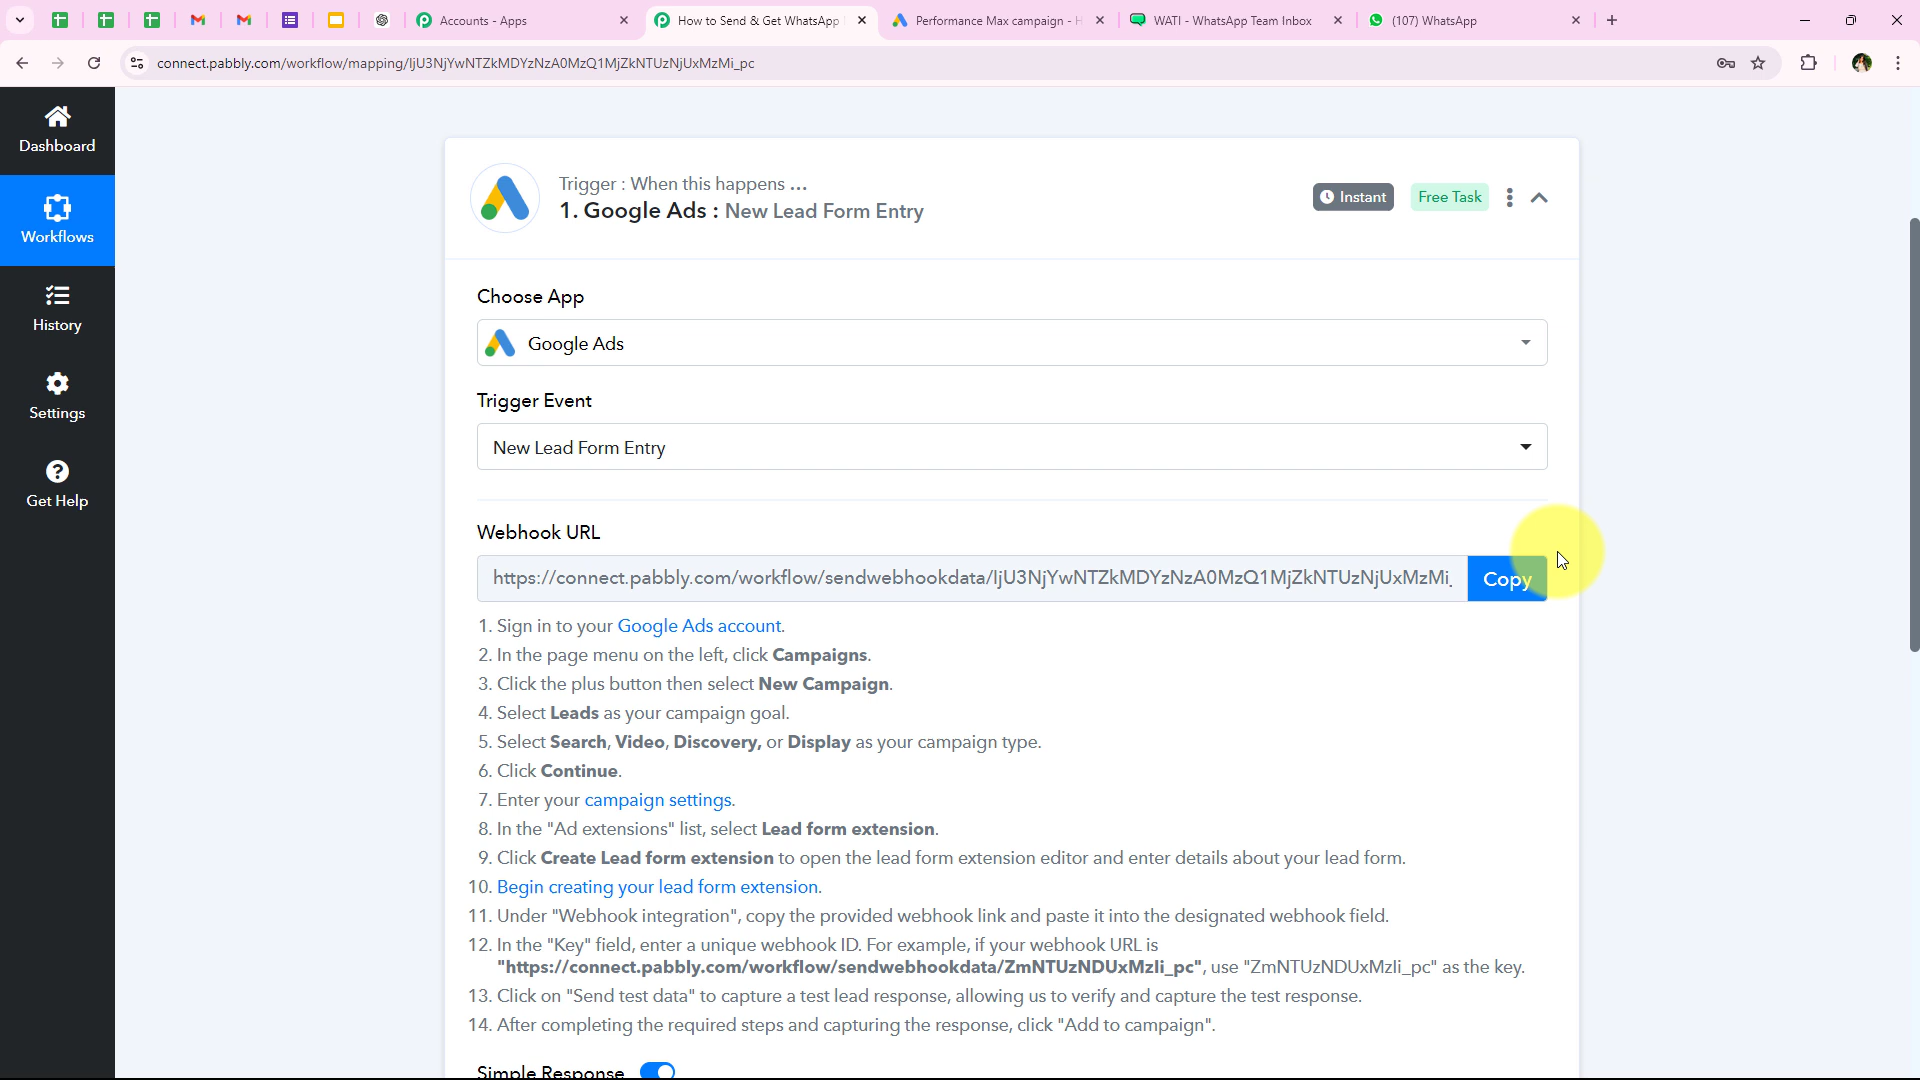 Accounts - Apps
How to Send & Get WhatsApp
Performance Max campaign - H
WATI - WhatsApp Team Inbox
(107) WhatsApp
connect.pabbly.com/workflow/mapping/IjU3NjYwNTZkMDYzNzA0MzQ1MjZkNTUzNjUxMzMi_pc
Dashboard
Workflows
History
Settings
Get Help
Trigger : When this happens ...
1. Google Ads : New Lead Form Entry
Instant
Free Task
Choose App
Google Ads
Trigger Event
New Lead Form Entry
Webhook URL
https://connect.pabbly.com/workflow/sendwebhookdata/IjU3NjYwNTZkMDYzNzA0MzQ1MjZkNTUzNjUxMzMi_
Copy
1. Sign in to your Google Ads account.
2. In the page menu on the left, click Campaigns.
3. Click the plus button then select New Campaign.
4. Select Leads as your campaign goal.
5. Select Search, Video, Discovery, or Display as your campaign type.
6. Click Continue.
7. Enter your campaign settings.
8. In the "Ad extensions" list, select Lead form extension.
9. Click Create Lead form extension to open the lead form extension editor and enter details about your lead form.
10. Begin creating your lead form extension.
11. Under "Webhook integration", copy the provided webhook link and paste it into the designated webhook field.
12. In the "Key" field, enter a unique webhook ID. For example, if your webhook URL is
"https://connect.pabbly.com/workflow/sendwebhookdata/ZmNTUzNDUxMzIi_pc", use "ZmNTUzNDUxMzIi_pc" as the key.
13. Click on "Send test data" to capture a test lead response, allowing us to verify and capture the test response.
14. After completing the required steps and capturing the response, click "Add to campaign".
Simple Response